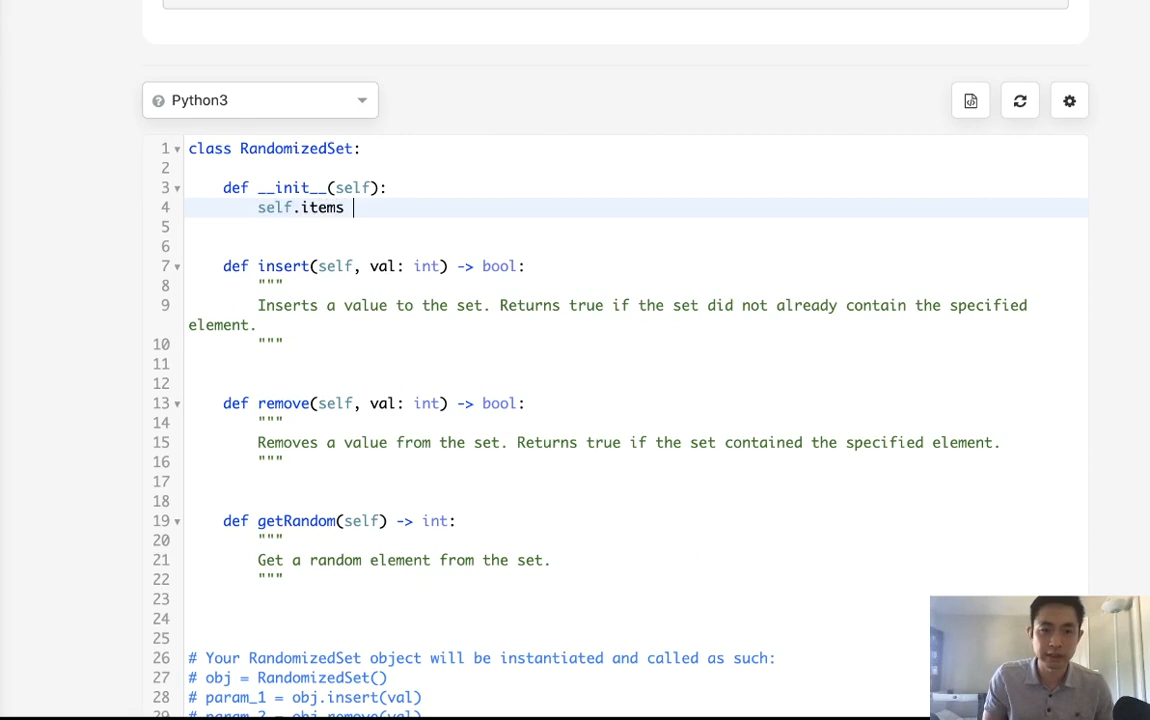 Python3
1 class RandomizedSet:
2
3 def __init__(self):
4 self.items
5
6
7 def insert(self, val: int) -> bool:
8 """
9 Inserts a value to the set. Returns true if the set did not already contain the specified
element.
10 """
11
12
13 def remove(self, val: int) -> bool:
14 """
15 Removes a value from the set. Returns true if the set contained the specified element.
16 """
17
18
19 def getRandom(self) -> int:
20 """
21 Get a random element from the set.
22 """
23
24
25
26 # Your RandomizedSet object will be instantiated and called as such:
27 # obj = RandomizedSet()
28 # param_1 = obj.insert(val)
29 # param_2 = obj.remove(val)